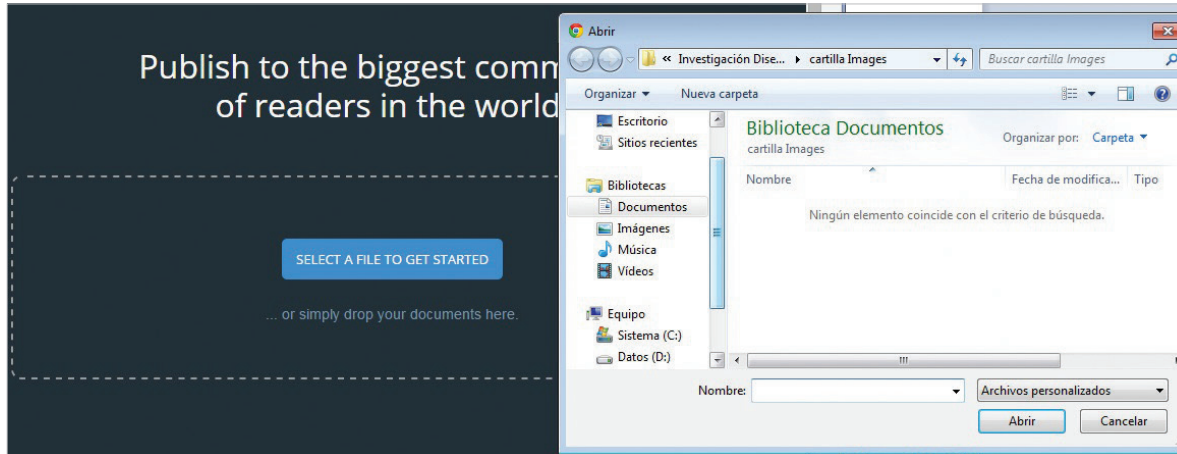 Publish to the biggest comm
of readers in the world
SELECT A FILE TO GET STARTED
... or simply drop your documents here.
Abrir
« Investigación Dise... ▸ cartilla Images
Buscar cartilla Images
Organizar
Nueva carpeta
Escritorio
Sitios recientes
Bibliotecas
Documentos
Imágenes
Música
Vídeos
Equipo
Sistema (C:)
Datos (D:)
Biblioteca Documentos
cartilla Images
Organizar por: Carpeta
Nombre Fecha de modifica... Tipo
Ningún elemento coincide con el criterio de búsqueda.
Nombre:
Archivos personalizados
Abrir Cancelar